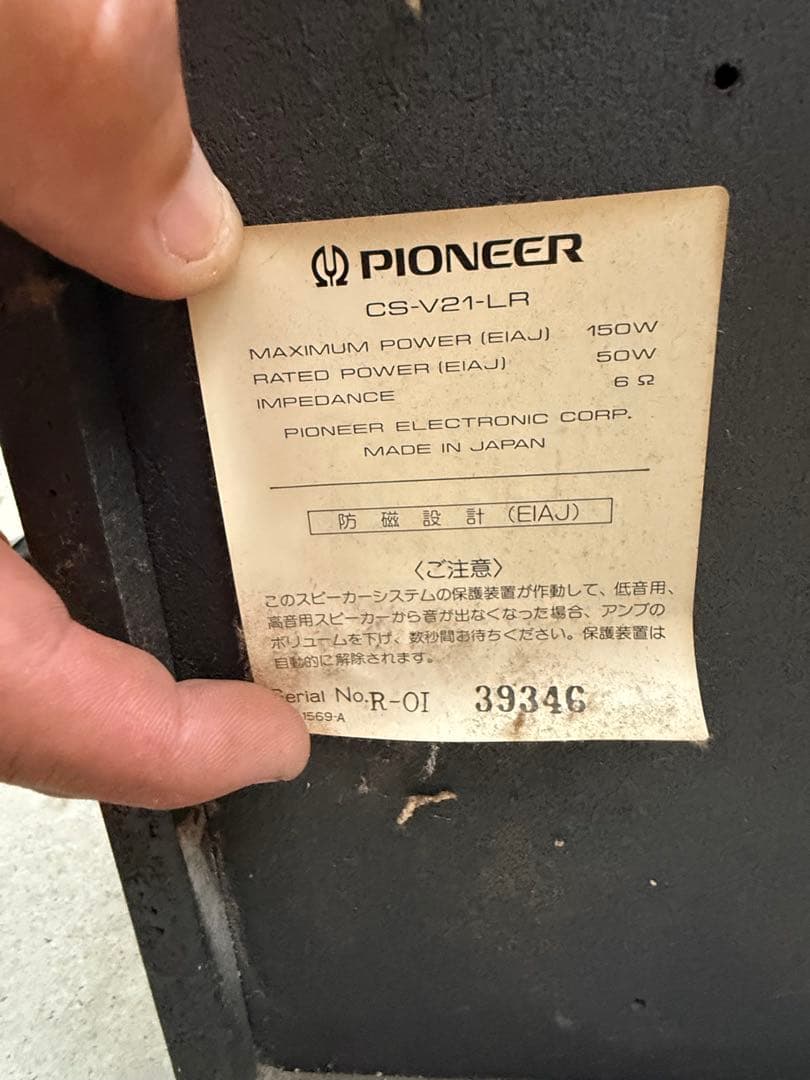 PIONEER
CS-V21-LR
MAXIMUM POWER (EIAJ) 150W
RATED POWER (EIAJ) 50W
IMPEDANCE 6 Ω
PIONEER ELECTRONIC CORP.
MADE IN JAPAN
防磁設計 (EIAJ)
〈ご注意〉
このスピーカーシステムの保護装置が作動して、低音用、
高音用スピーカーから音が出なくなった場合、アンプの
ボリュームを下げ、数秒間お待ちください。保護装置は
自動的に解除されます。
Serial No. R-OI 39346
1569-A